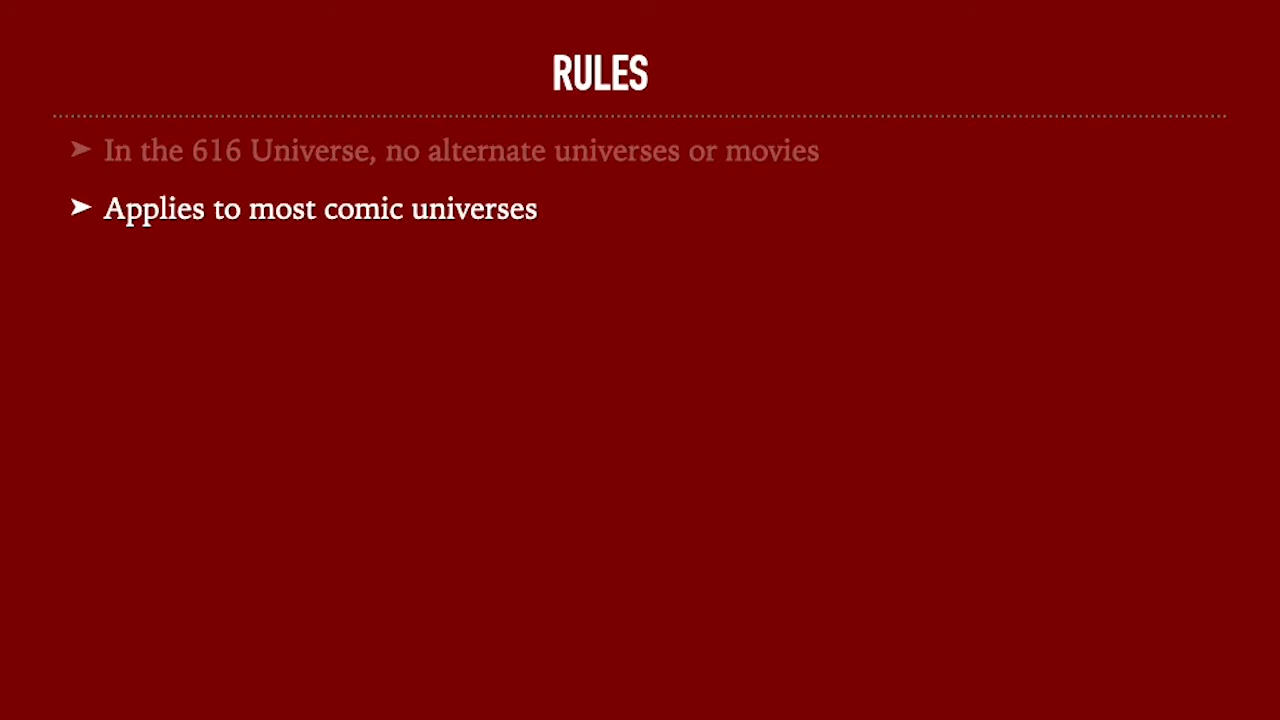 RULES
➤ In the 616 Universe, no alternate universes or movies
➤ Applies to most comic universes